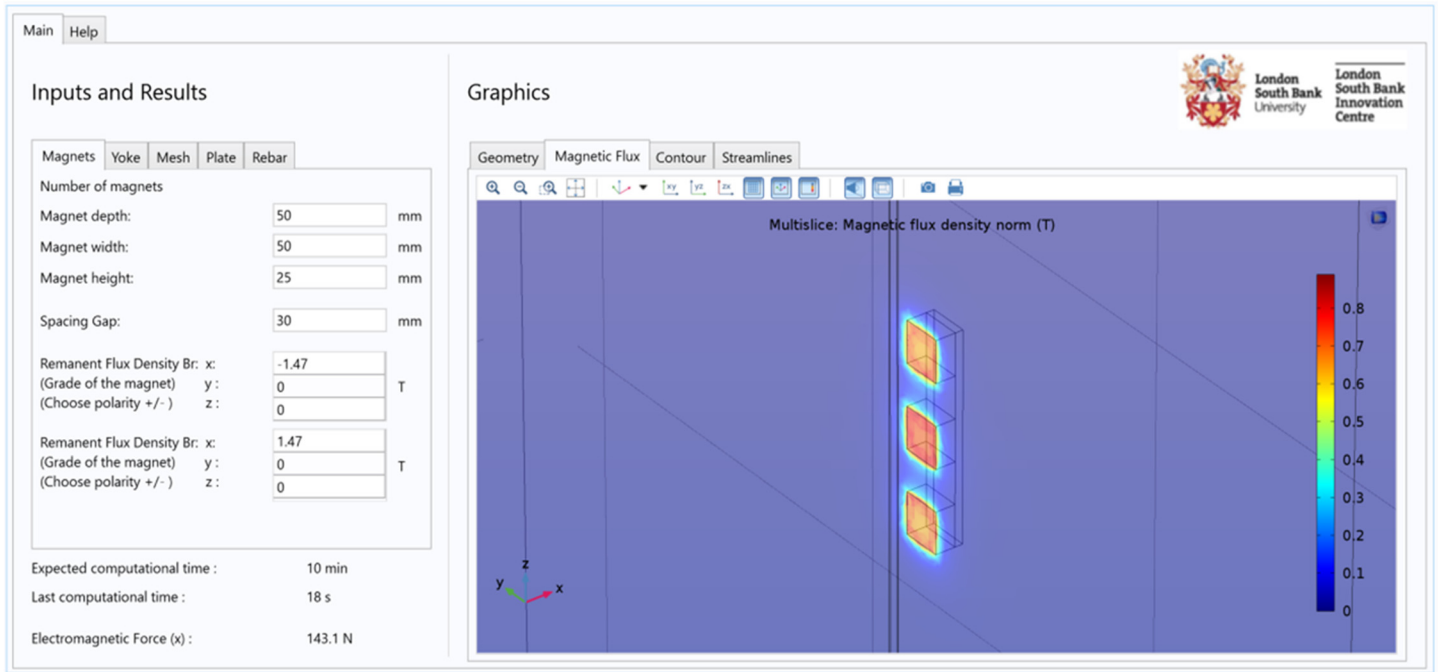 Main Help
Inputs and Results
Graphics
London
South Bank
University
London
South Bank
Innovation
Centre
Magnets Yoke Mesh Plate Rebar
Number of magnets
Magnet depth: 50 mm
Magnet width: 50 mm
Magnet height: 25 mm
Spacing Gap: 30 mm
Remanent Flux Density Br: x: -1.47
(Grade of the magnet) y : 0 T
(Choose polarity +/- ) z : 0
Remanent Flux Density Br: x: 1.47
(Grade of the magnet) y : 0 T
(Choose polarity +/- ) z : 0
Expected computational time : 10 min
Last computational time : 18 s
Electromagnetic Force (x) : 143.1 N
Geometry Magnetic Flux Contour Streamlines
xy yz zx
Multislice: Magnetic flux density norm (T)
0.8
0.7
0.6
0.5
0.4
0.3
0.2
0.1
0
z
y
x